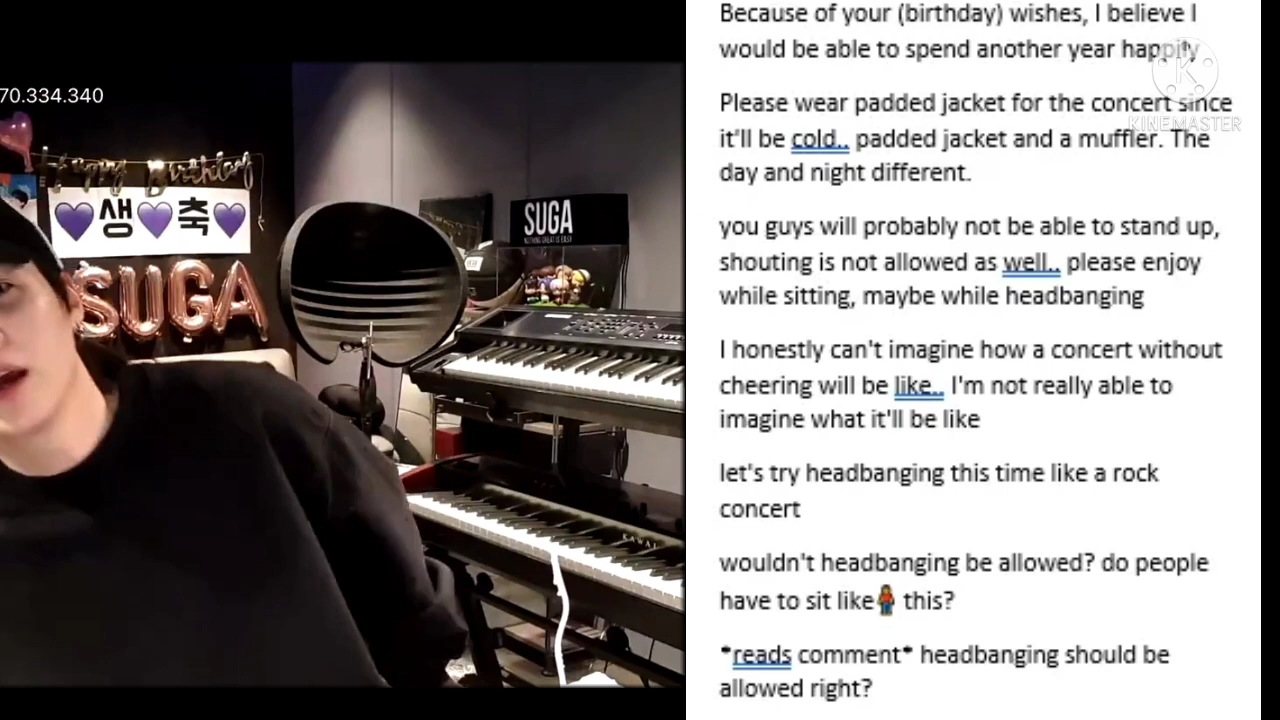 70.334.340
Happy Birthday
생축
SUGA
SUGA
KAWAI
Because of your (birthday) wishes, I believe I
would be able to spend another year happily
KINEMASTER
Please wear padded jacket for the concert since
it'll be cold.. padded jacket and a muffler. The
day and night different.
you guys will probably not be able to stand up,
shouting is not allowed as well.. please enjoy
while sitting, maybe while headbanging
I honestly can't imagine how a concert without
cheering will be like.. I'm not really able to
imagine what it'll be like
let's try headbanging this time like a rock
concert
wouldn't headbanging be allowed? do people
have to sit like🧍 this?
*reads comment* headbanging should be
allowed right?